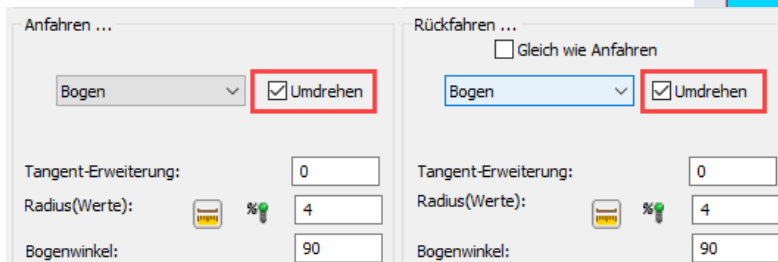 Anfahren ...
Bogen Umdrehen
Tangent-Erweiterung: 0
Radius(Werte): % 4
Bogenwinkel: 90
Rückfahren ...
Gleich wie Anfahren
Bogen Umdrehen
Tangent-Erweiterung: 0
Radius(Werte): % 4
Bogenwinkel: 90